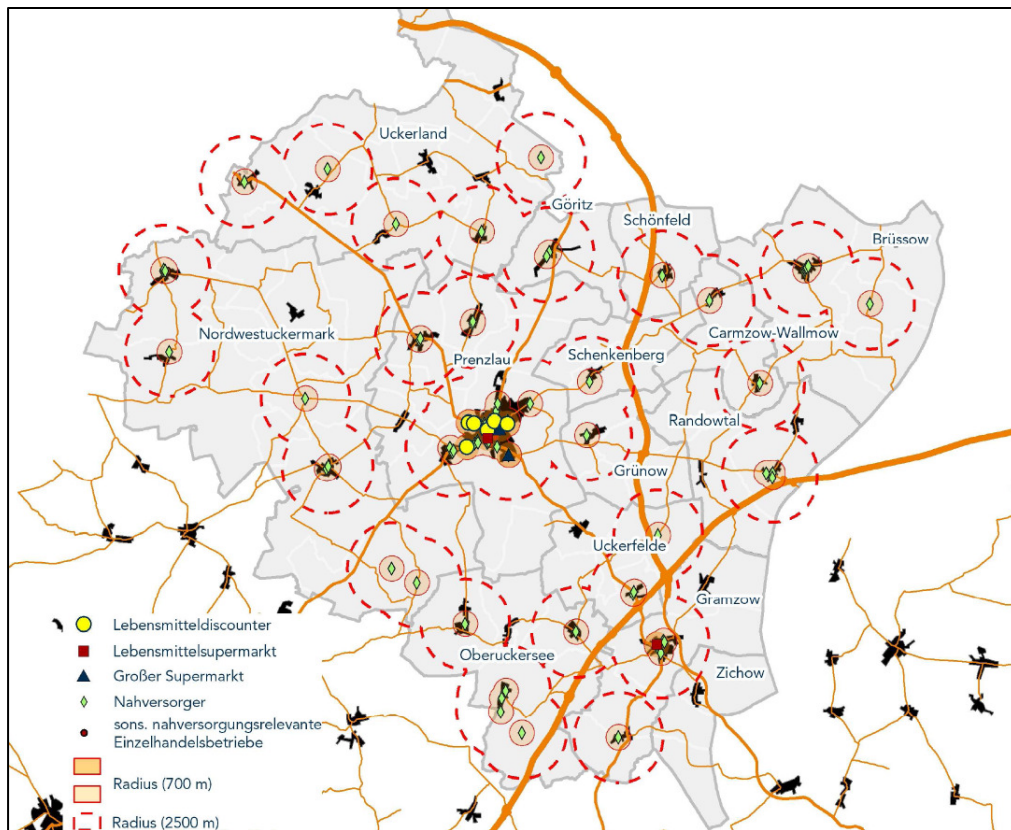 Uckerland
Göritz
Schönfeld
Brüssow
Nordwestuckermark
Carmzow-Wallmow
Prenzlau
Schenkenberg
Randowtal
Grünow
Uckerfelde
Gramzow
Oberuckersee
Zichow
Lebensmitteldiscounter
Lebensmittelsupermarkt
Großer Supermarkt
Nahversorger
sons. nahversorgungsrelevante
Einzelhandelsbetriebe
Radius (700 m)
Radius (2500 m)